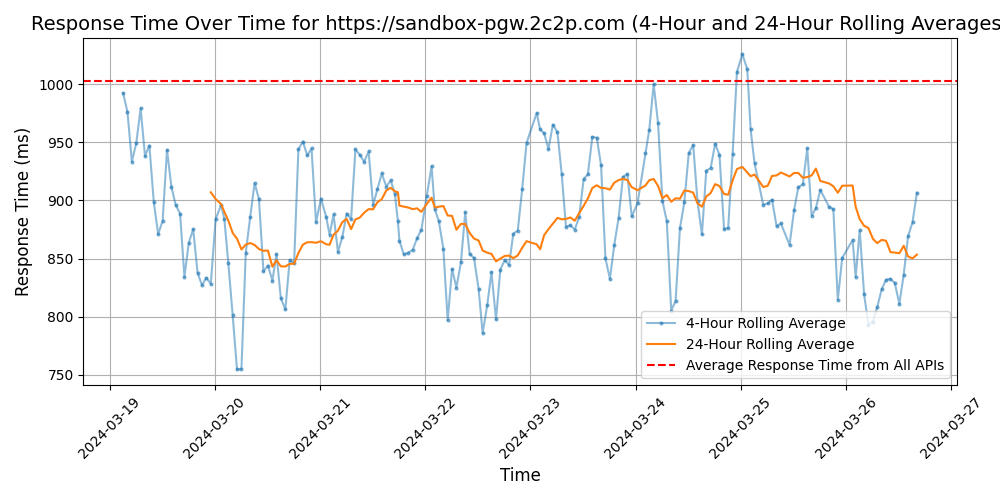 Response Time Over Time for https://sandbox-pgw.2c2p.com (4-Hour and 24-Hour Rolling Averages
Response Time (ms)
1000
950
900
850
800
750
4-Hour Rolling Average
24-Hour Rolling Average
Average Response Time from All APIs
2024-03-19
2024-03-20
2024-03-21
2024-03-22
2024-03-23
2024-03-24
2024-03-25
2024-03-26
2024-03-27
Time